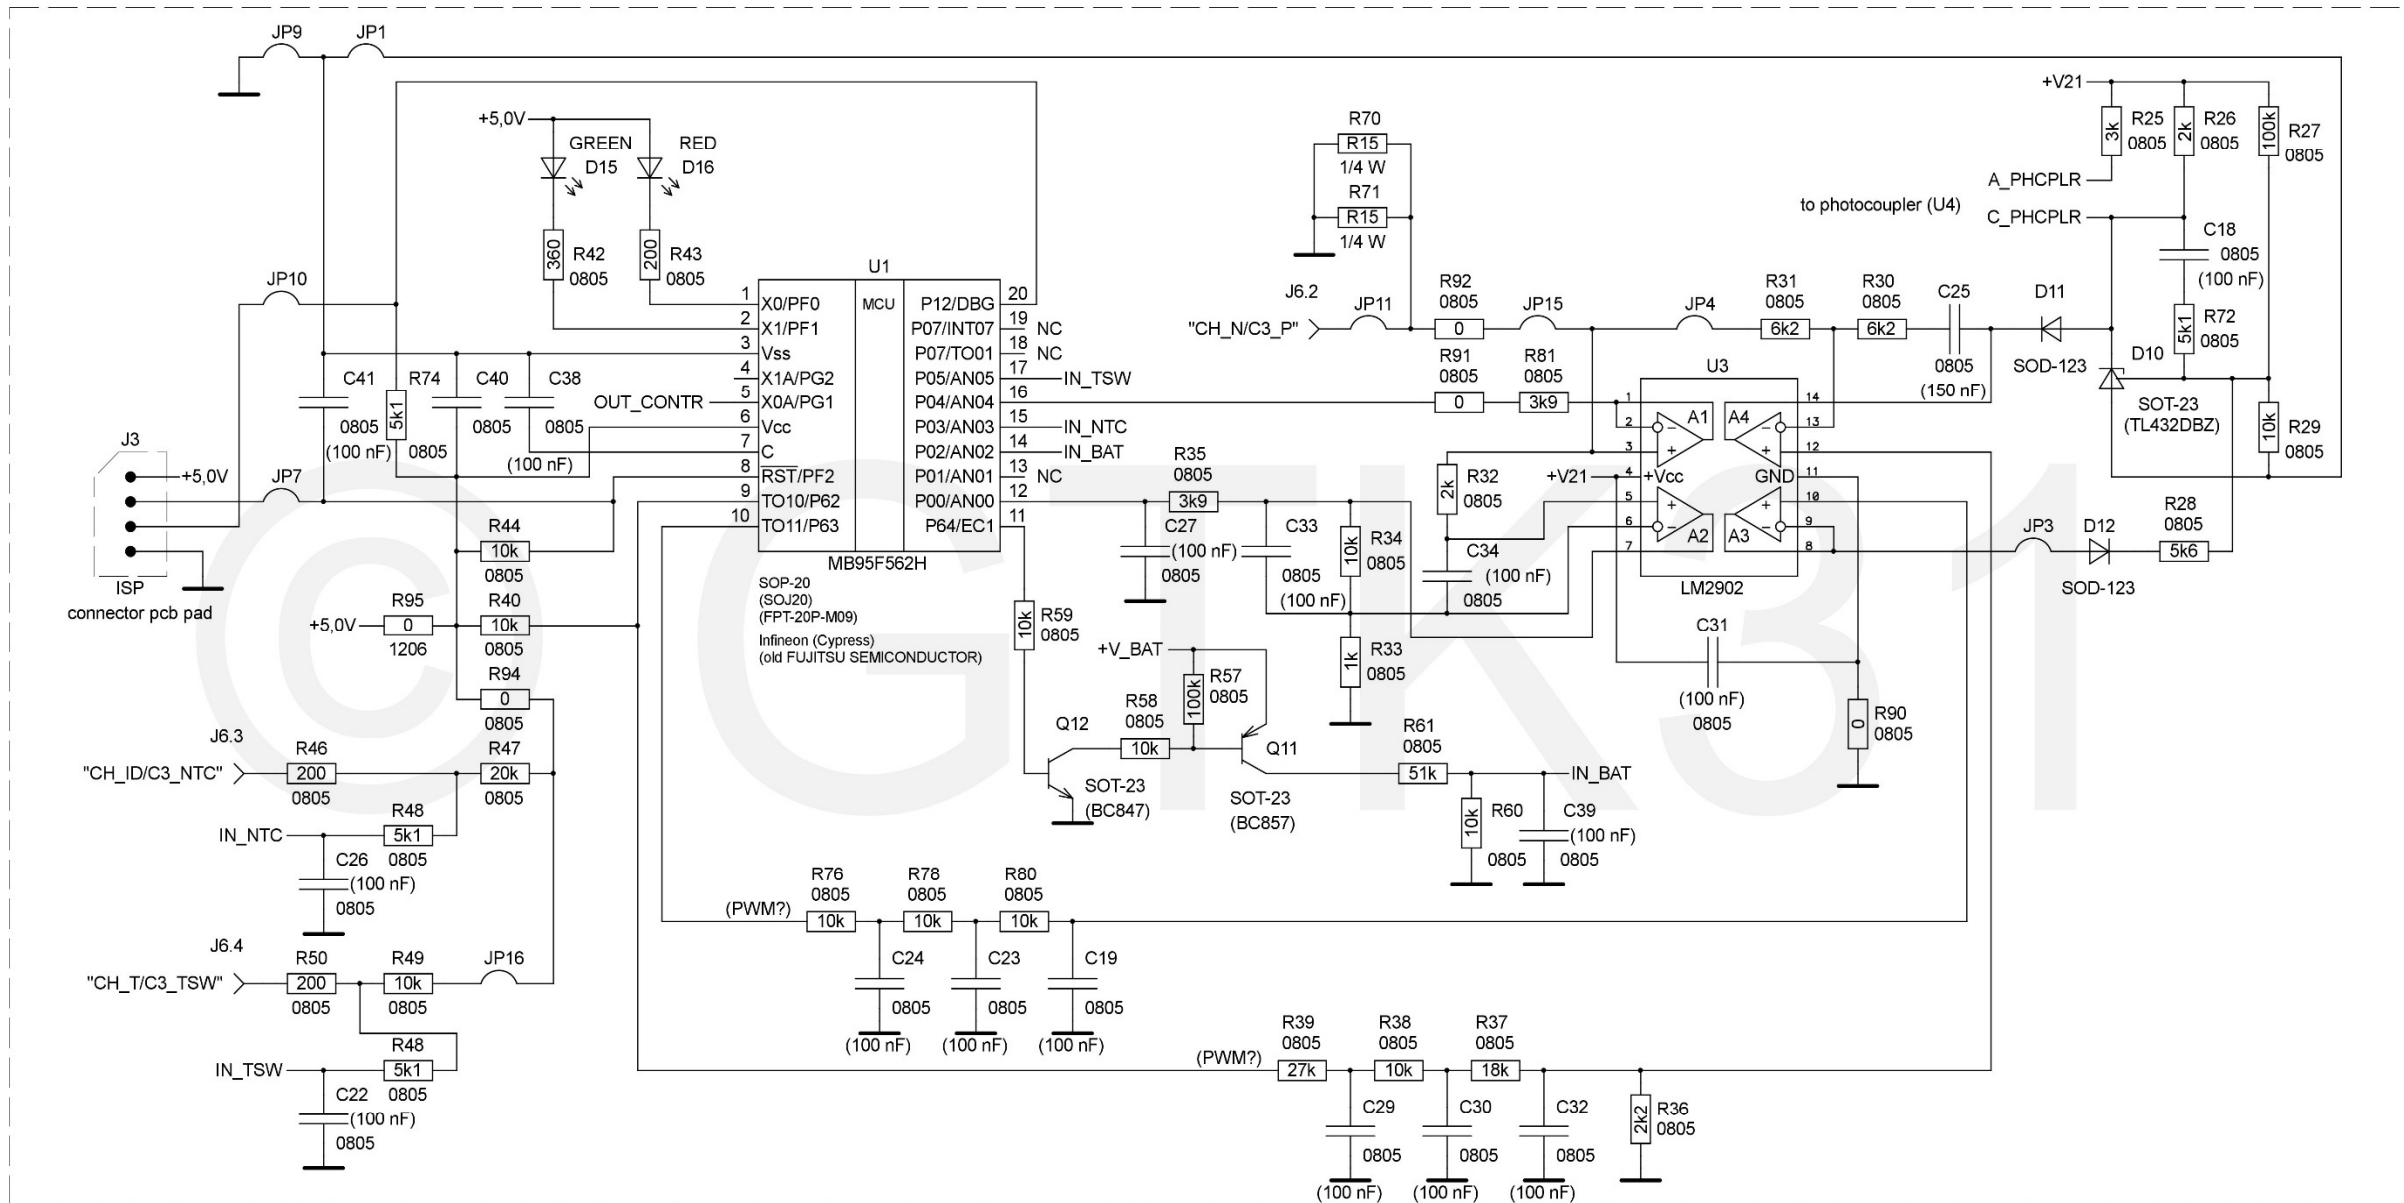 JP9
JP1
+5,0V
GREEN
D15
RED
D16
360
R42
0805
200
R43
0805
JP10
C41
0805
(100 nF)
R74
5k1
0805
C40
0805
C38
0805
(100 nF)
OUT_CONTR
J3
+5,0V
JP7
ISP
connector pcb pad
R44
10k
0805
R95
+5,0V
0
1206
R40
10k
0805
R94
0
0805
J6.3
"CH_ID/C3_NTC"
R46
200
0805
R47
20k
0805
R48
5k1
0805
IN_NTC
C26
(100 nF)
0805
J6.4
"CH_T/C3_TSW"
R50
200
0805
R49
10k
0805
JP16
R48
5k1
0805
IN_TSW
C22
(100 nF)
0805
U1
MCU
1 X0/PF0
2 X1/PF1
3 Vss
4 X1A/PG2
5 X0A/PG1
6 Vcc
7 C
8 RST/PF2
9 TO10/P62
10 TO11/P63
P12/DBG 20
P07/INT07 19 NC
P07/TO01 18 NC
P05/AN05 17 IN_TSW
P04/AN04 16
P03/AN03 15 IN_NTC
P02/AN02 14 IN_BAT
P01/AN01 13 NC
P00/AN00 12
P64/EC1 11
MB95F562H
SOP-20
(SOJ20)
(FPT-20P-M09)
Infineon (Cypress)
(old FUJITSU SEMICONDUCTOR)
R70
R15
1/4 W
R71
R15
1/4 W
J6.2
"CH_N/C3_P"
JP11
R92
0805
0
JP15
JP4
R31
0805
6k2
R30
0805
6k2
C25
0805
(150 nF)
D11
SOD-123
R91
0805
0
R81
0805
3k9
+V21
R25
0805
3k
R26
0805
2k
R27
0805
100k
A_PHCPLR
to photocoupler (U4)
C_PHCPLR
C18
0805
(100 nF)
R72
0805
5k1
D10
SOT-23
(TL432DBZ)
R29
0805
10k
U3
1
2
3
4
5
6
7
A1
A4
+Vcc
GND
A2
A3
14
13
12
11
10
9
8
LM2902
+V21
R32
0805
2k
R35
0805
3k9
C27
(100 nF)
0805
C33
0805
(100 nF)
R34
0805
10k
C34
(100 nF)
0805
R33
0805
1k
JP3
D12
SOD-123
R28
0805
5k6
C31
(100 nF)
0805
R90
0805
0
R59
0805
10k
+V_BAT
R57
0805
100k
R58
0805
10k
Q12
SOT-23
(BC847)
Q11
SOT-23
(BC857)
R61
0805
51k
IN_BAT
R60
0805
10k
C39
(100 nF)
0805
(PWM?)
R76
0805
10k
R78
0805
10k
R80
0805
10k
C24
0805
(100 nF)
C23
0805
(100 nF)
C19
0805
(100 nF)
(PWM?)
R39
0805
27k
R38
0805
10k
R37
0805
18k
C29
0805
(100 nF)
C30
0805
(100 nF)
C32
0805
(100 nF)
R36
0805
2k2
© GTK31